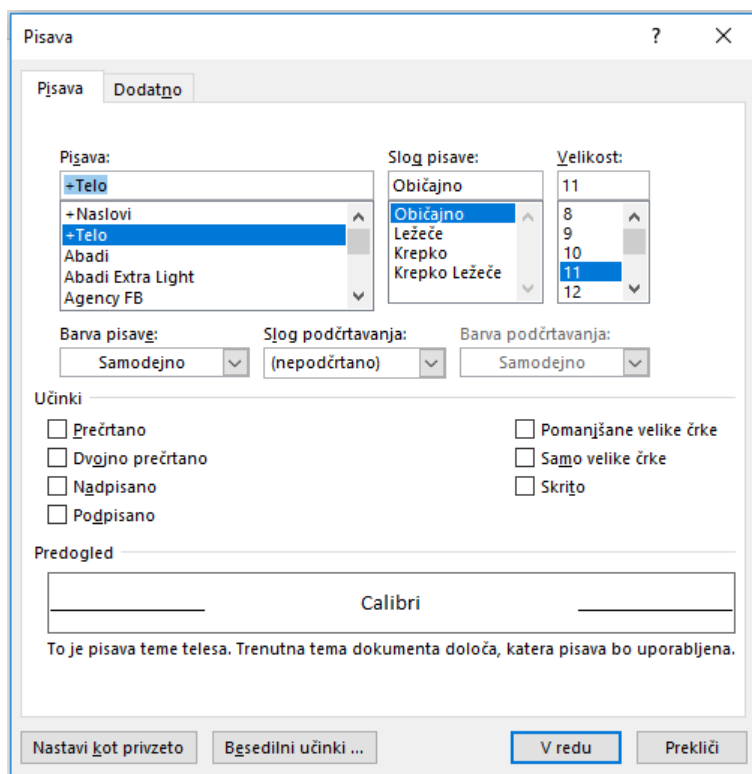 Pisava
?
Pisava Dodatno
Pisava: Slog pisave: Velikost:
+Telo Običajno 11
+Naslovi Običajno 8
+Telo Ležeče 9
Abadi Krepko 10
Abadi Extra Light Krepko Ležeče 11
Agency FB 12
Barva pisave: Slog podčrtavanja: Barva podčrtavanja:
Samodejno (nepodčrtano) Samodejno
Učinki
Prečrtano Pomanjšane velike črke
Dvojno prečrtano Samo velike črke
Nadpisano Skrito
Podpisano
Predogled
Calibri
To je pisava teme telesa. Trenutna tema dokumenta določa, katera pisava bo uporabljena.
Nastavi kot privzeto Besedilni učinki ... V redu Prekliči